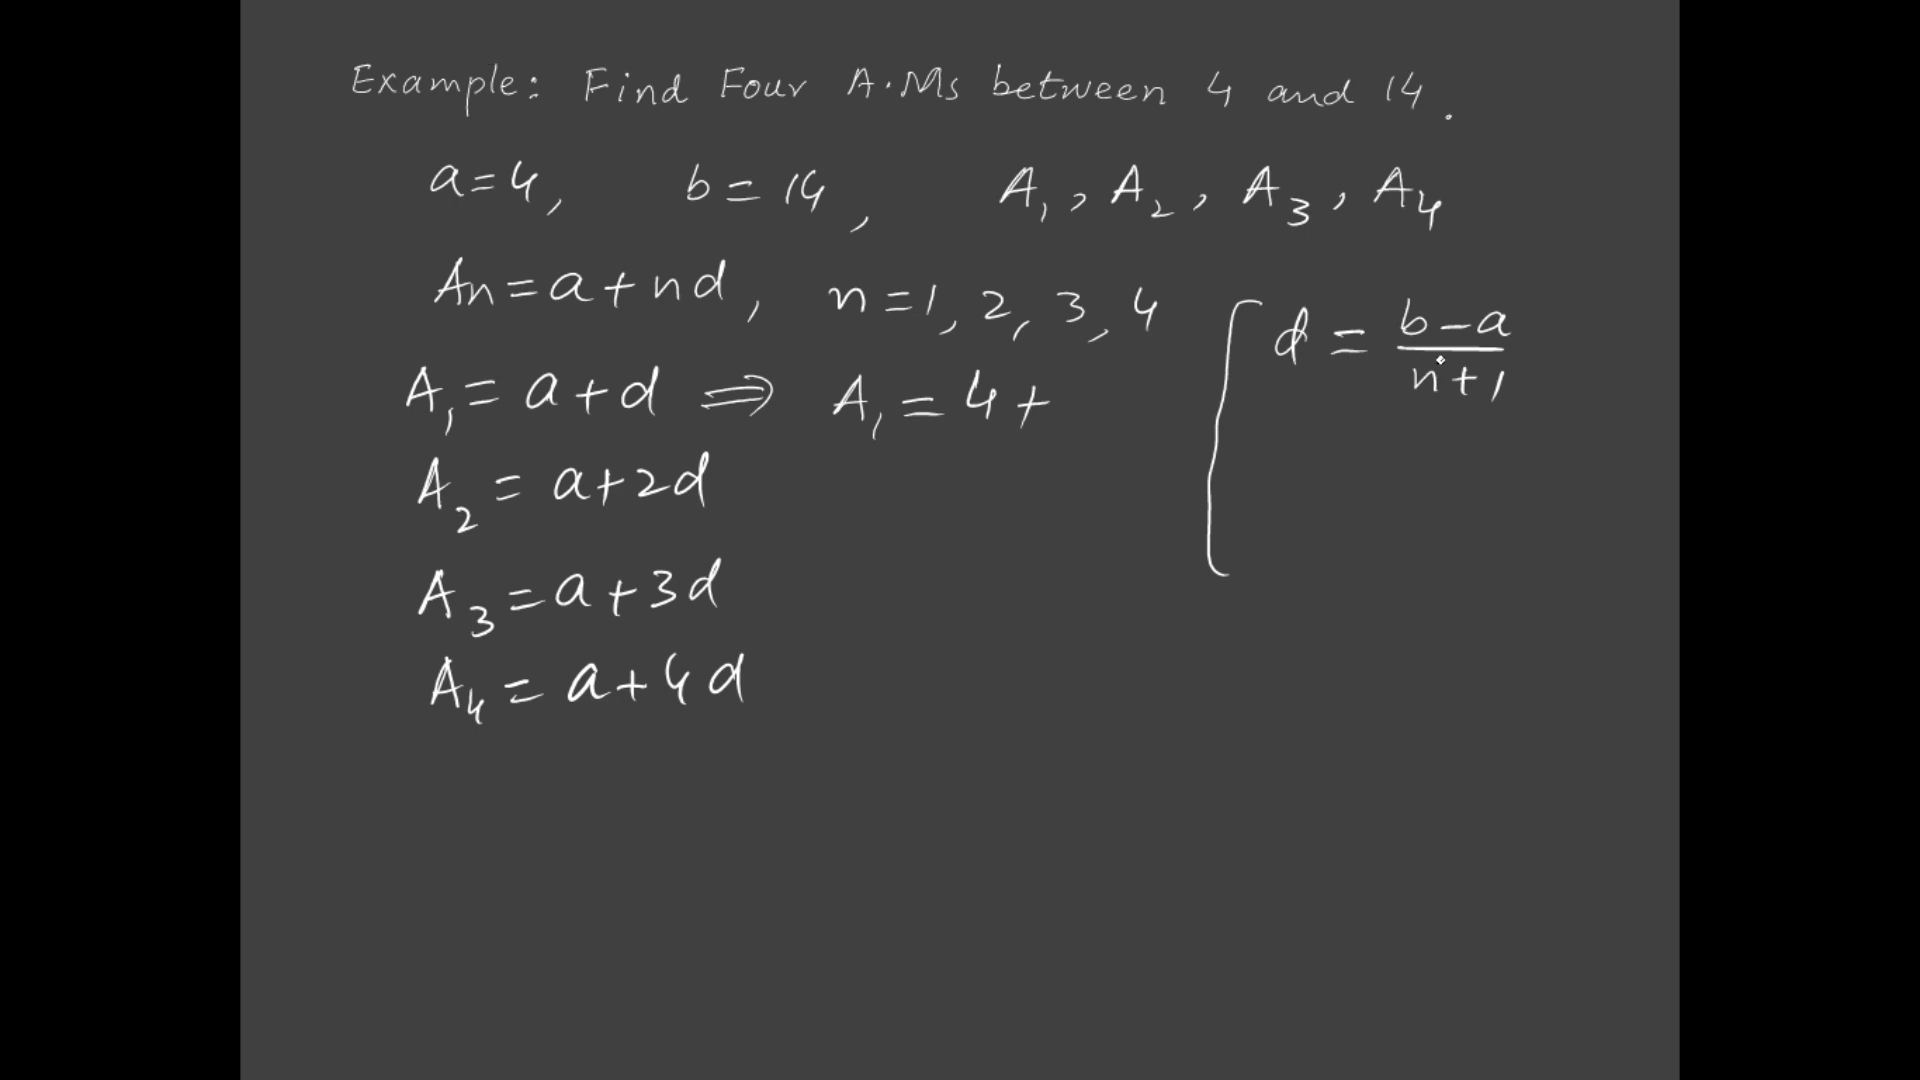 Example: Find Four A.Ms between 4 and 14.
a=4, b=14, A₁, A₂, A₃, A₄
An=a+nd, n=1, 2, 3, 4
d = b-a/n+1
A₁=a+d ⇒ A₁=4+
A₂=a+2d
A₃=a+3d
A₄=a+4d